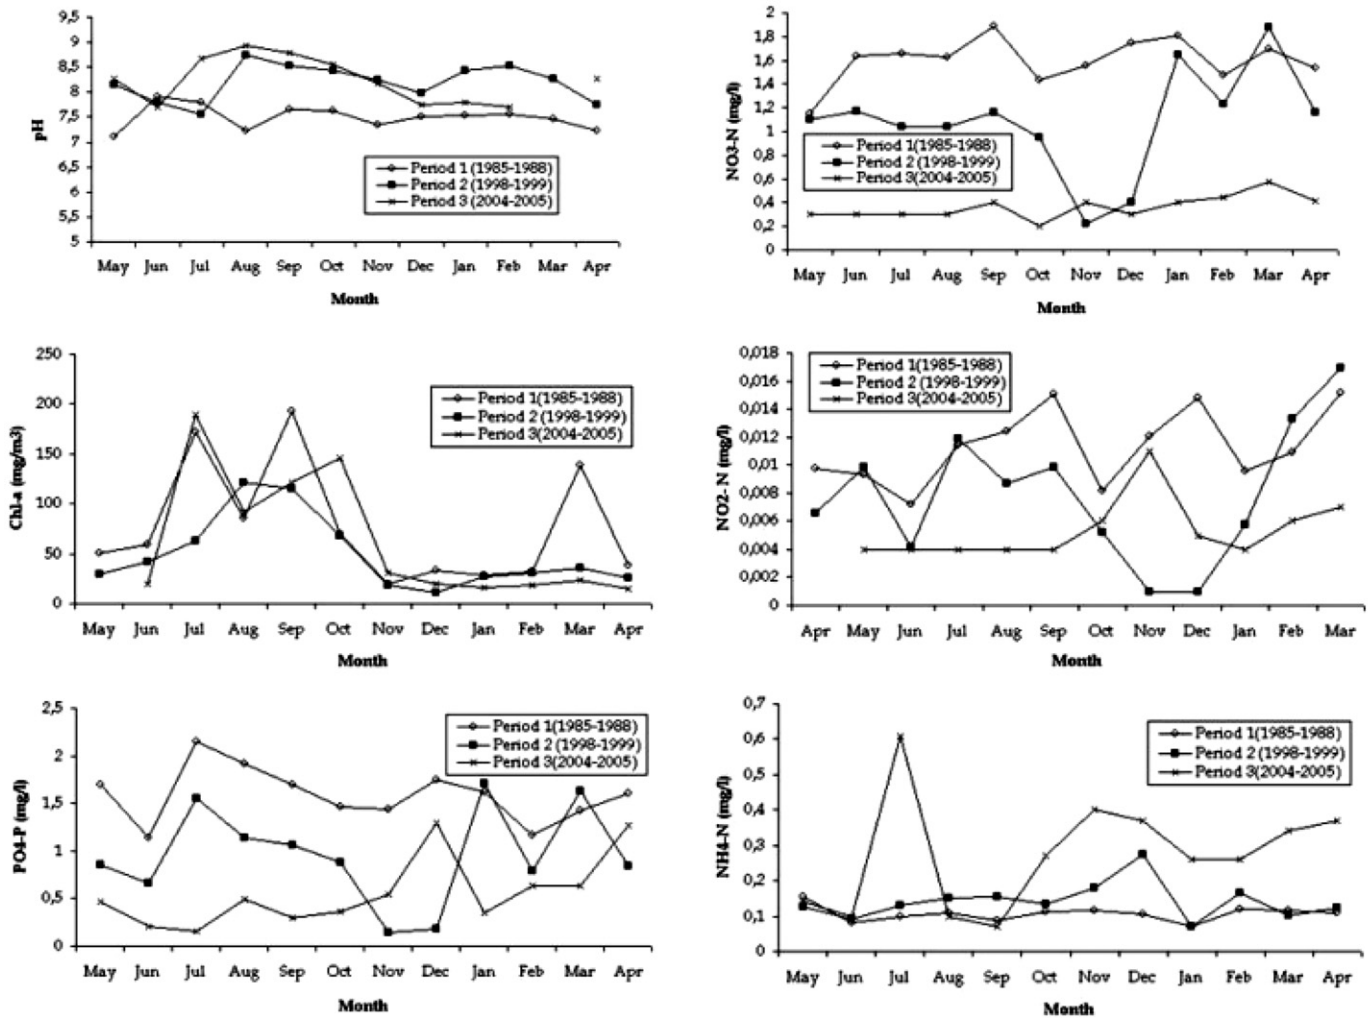 9,5
9
8,5
8
7,5
7
6,5
6
5,5
5
pH
Period 1 (1985-1988)
Period 2 (1998-1999)
Period 3 (2004-2005)
May Jun Jul Aug Sep Oct Nov Dec Jan Feb Mar Apr
Month
2
1,8
1,6
1,4
1,2
1
0,8
0,6
0,4
0,2
0
NO3-N (mg/l)
Period 1(1985-1988)
Period 2 (1998-1999)
Period 3(2004-2005)
May Jun Jul Aug Sep Oct Nov Dec Jan Feb Mar Apr
Month
250
200
150
100
50
0
Chl-a (mg/m3)
Period 1(1985-1988)
Period 2 (1998-1999)
Period 3(2004-2005)
May Jun Jul Aug Sep Oct Nov Dec Jan Feb Mar Apr
Month
0,018
0,016
0,014
0,012
0,01
0,008
0,006
0,004
0,002
0
NO2- N (mg/l)
Period 1(1985-1988)
Period 2 (1998-1999)
Period 3(2004-2005)
Apr May Jun Jul Aug Sep Oct Nov Dec Jan Feb Mar
Month
2,5
2
1,5
1
0,5
0
PO4-P (mg/l)
Period 1(1985-1988)
Period 2 (1998-1999)
Period 3(2004-2005)
May Jun Jul Aug Sep Oct Nov Dec Jan Feb Mar Apr
Month
0,7
0,6
0,5
0,4
0,3
0,2
0,1
0
NH4-N (mg/l)
Period 1(1985-1988)
Period 2 (1998-1999)
Period 3(2004-2005)
May Jun Jul Aug Sep Oct Nov Dec Jan Feb Mar Apr
Month